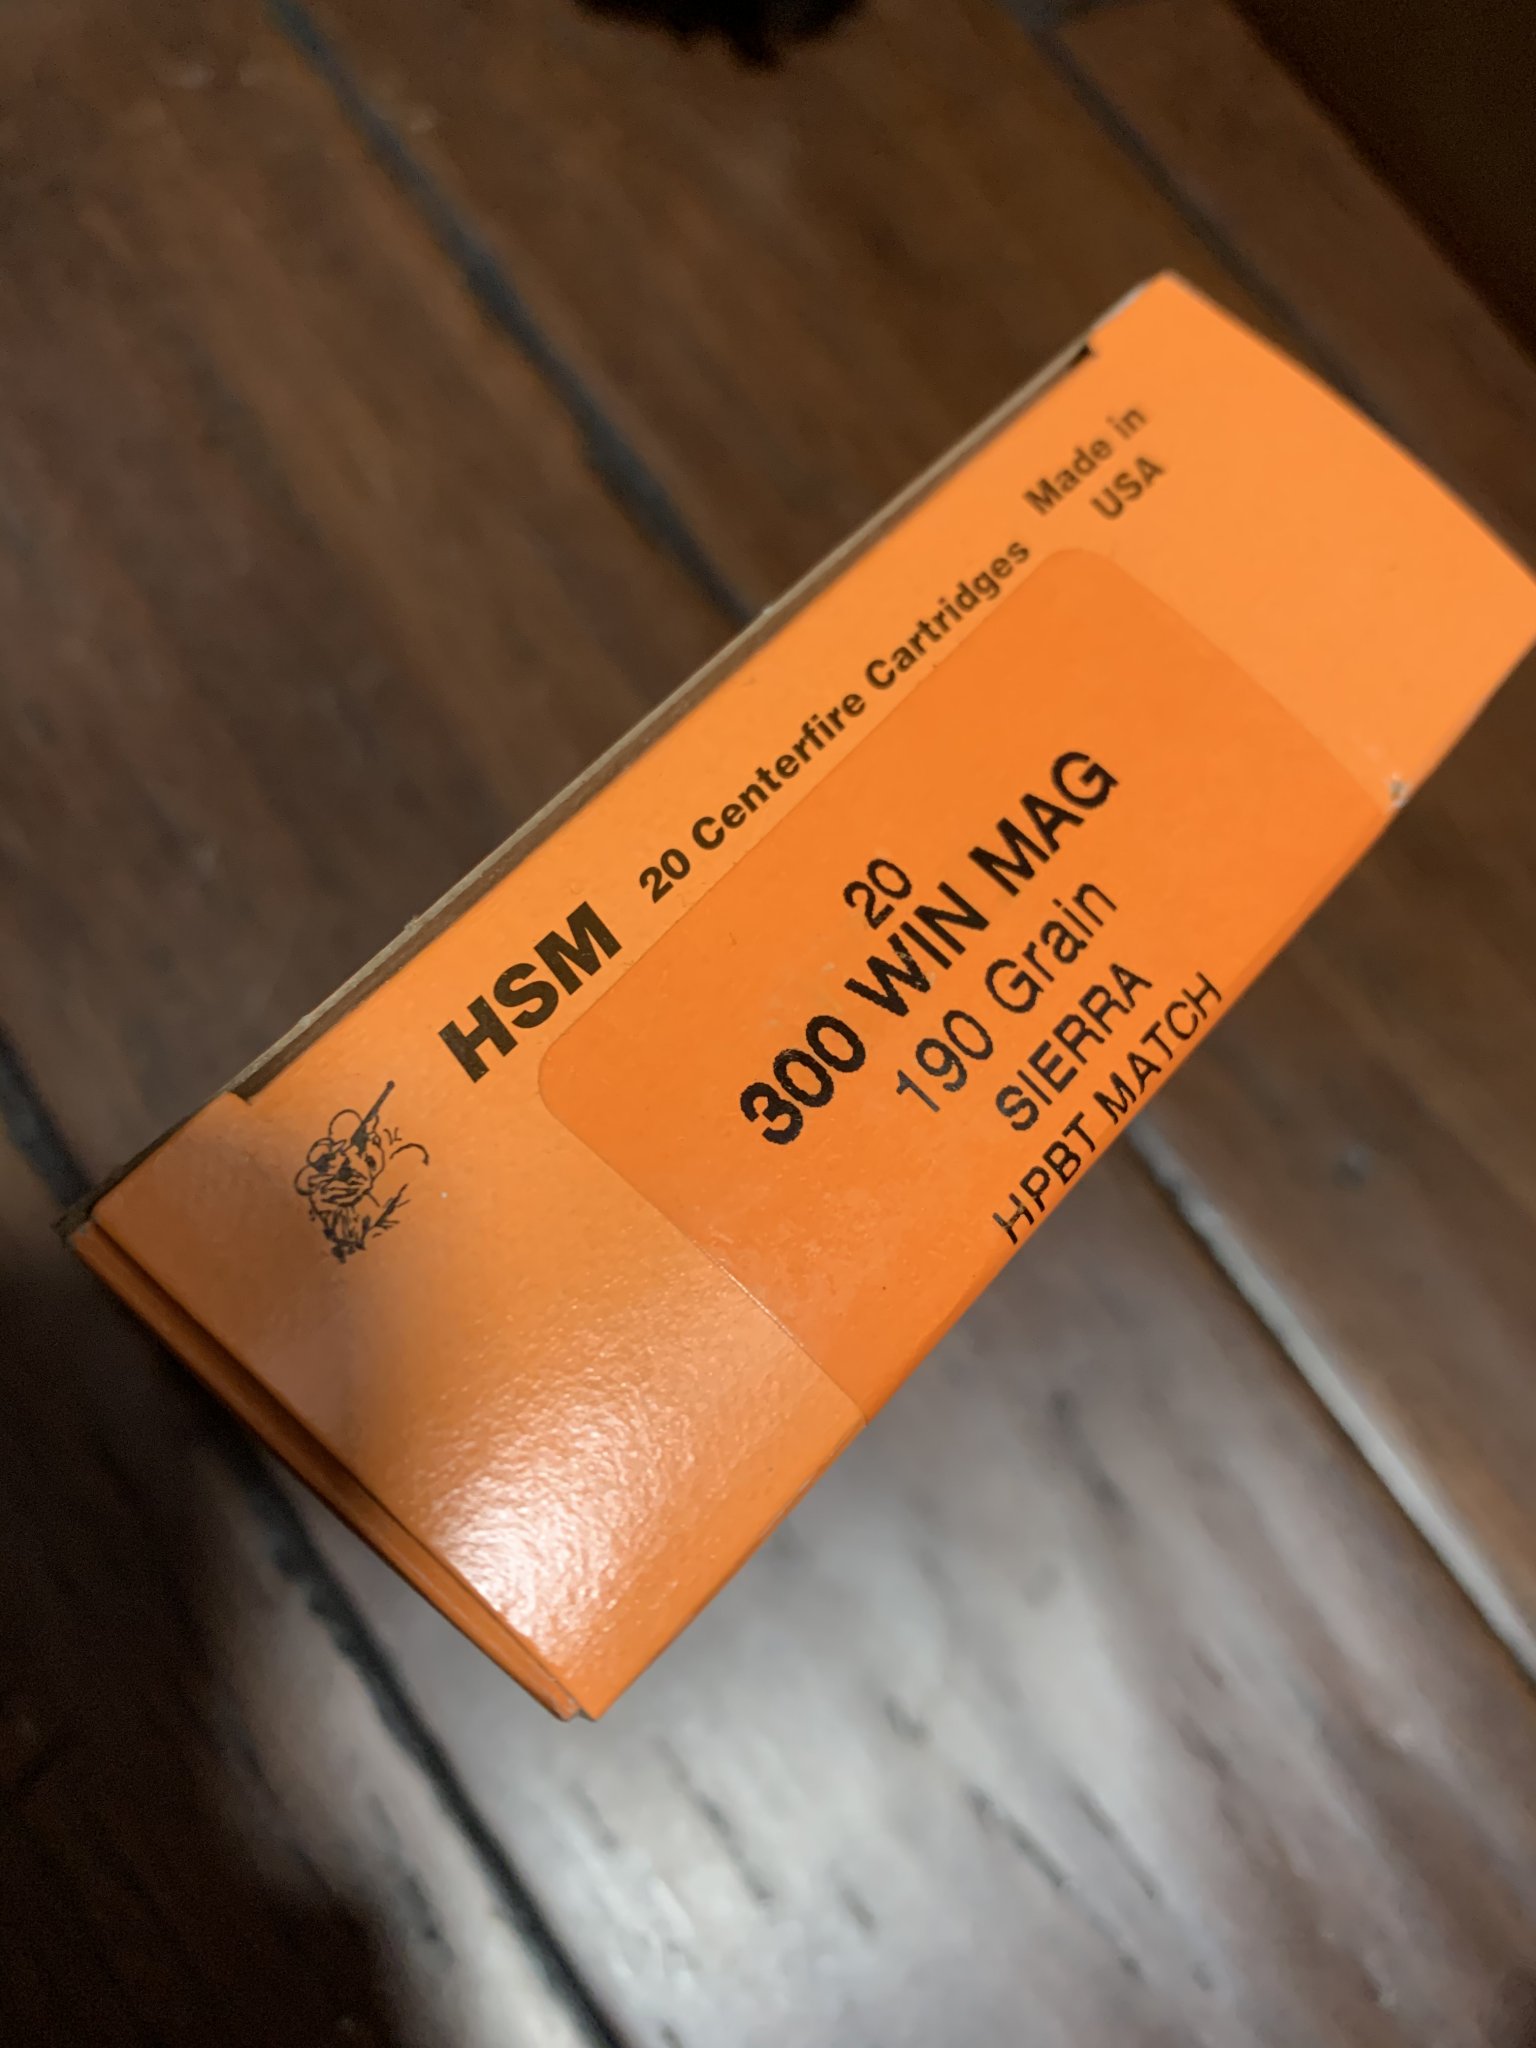 HSM 20 Centerfire Cartridges Made in
USA
20
300 WIN MAG
190 Grain
SIERRA
HPBT MATCH